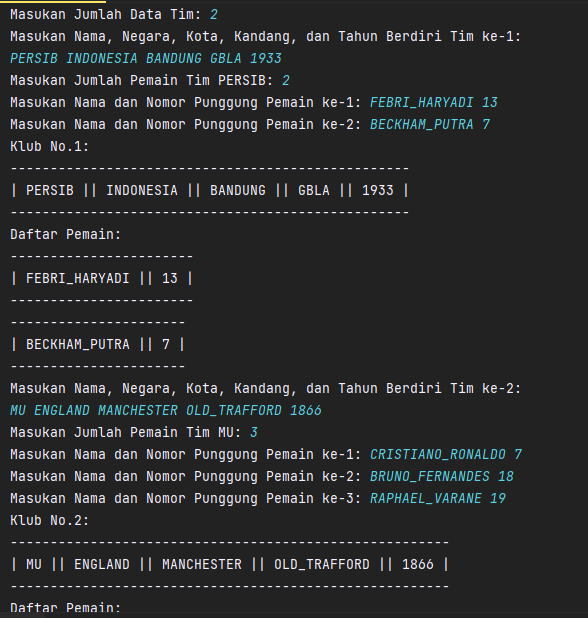 Masukan Jumlah Data Tim: 2
Masukan Nama, Negara, Kota, Kandang, dan Tahun Berdiri Tim ke-1:
PERSIB INDONESIA BANDUNG GBLA 1933
Masukan Jumlah Pemain Tim PERSIB: 2
Masukan Nama dan Nomor Punggung Pemain ke-1: FEBRI_HARYADI 13
Masukan Nama dan Nomor Punggung Pemain ke-2: BECKHAM_PUTRA 7
Klub No.1:
--------------------------------------------------
| PERSIB || INDONESIA || BANDUNG || GBLA || 1933 |
--------------------------------------------------
Daftar Pemain:
-----------------------
| FEBRI_HARYADI || 13 |
-----------------------
----------------------
| BECKHAM_PUTRA || 7 |
----------------------
Masukan Nama, Negara, Kota, Kandang, dan Tahun Berdiri Tim ke-2:
MU ENGLAND MANCHESTER OLD_TRAFFORD 1866
Masukan Jumlah Pemain Tim MU: 3
Masukan Nama dan Nomor Punggung Pemain ke-1: CRISTIANO_RONALDO 7
Masukan Nama dan Nomor Punggung Pemain ke-2: BRUNO_FERNANDES 18
Masukan Nama dan Nomor Punggung Pemain ke-3: RAPHAEL_VARANE 19
Klub No.2:
-------------------------------------------------------
| MU || ENGLAND || MANCHESTER || OLD_TRAFFORD || 1866 |
-------------------------------------------------------
Daftar Pemain: